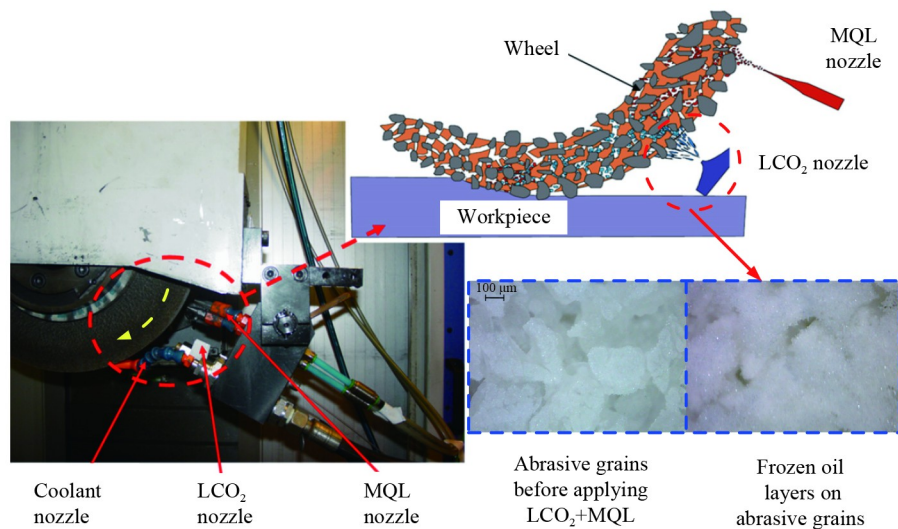 Wheel
MQL
nozzle
LCO₂ nozzle
Workpiece
100 μm
Coolant
nozzle
LCO₂
nozzle
MQL nozzle
Abrasive grains
before applying
LCO₂+MQL
Frozen oil
layers on
abrasive grains